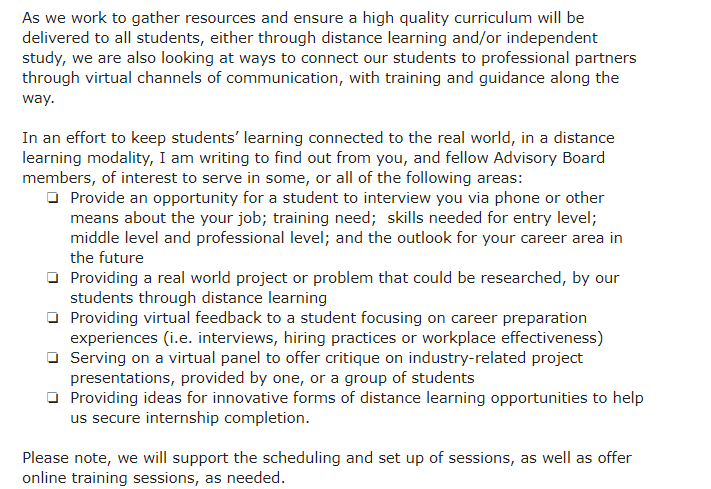 As we work to gather resources and ensure a high quality curriculum will be
delivered to all students, either through distance learning and/or independent
study, we are also looking at ways to connect our students to professional partners
through virtual channels of communication, with training and guidance along the
way.
In an effort to keep students’ learning connected to the real world, in a distance
learning modality, I am writing to find out from you, and fellow Advisory Board
members, of interest to serve in some, or all of the following areas:
❏ Provide an opportunity for a student to interview you via phone or other
means about the your job; training need;  skills needed for entry level;
middle level and professional level; and the outlook for your career area in
the future
❏ Providing a real world project or problem that could be researched, by our
students through distance learning
❏ Providing virtual feedback to a student focusing on career preparation
experiences (i.e. interviews, hiring practices or workplace effectiveness)
❏ Serving on a virtual panel to offer critique on industry-related project
presentations, provided by one, or a group of students
❏ Providing ideas for innovative forms of distance learning opportunities to help
us secure internship completion.
Please note, we will support the scheduling and set up of sessions, as well as offer
online training sessions, as needed.